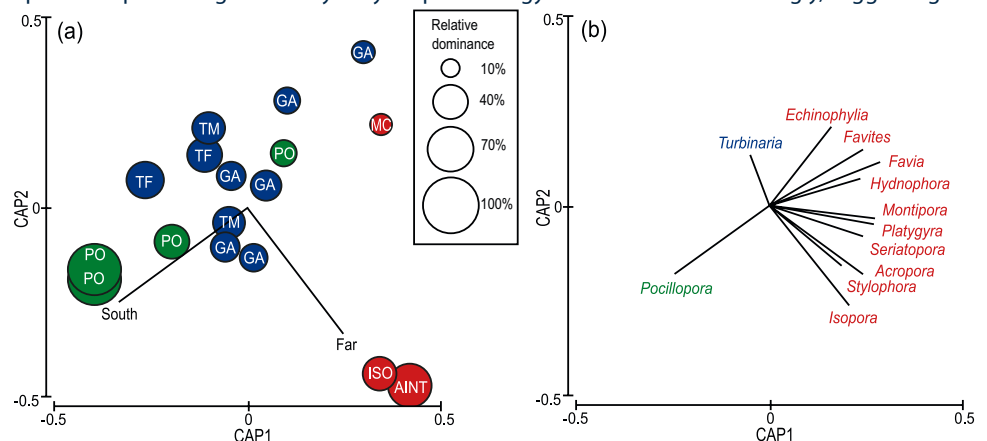 0.5
(a)
GA
GA
MC
TM
TF
PO
TF
GA
GA
CAP2
0
TM
PO
GA
GA
PO
PO
South
Far
ISO
AINT
-0.5
-0.5
0
0.5
CAP1
Relative
dominance
10%
40%
70%
100%
0.5
(b)
Echinophylia
Turbinaria
Favites
Favia
Hydnophora
CAP2
0
Montipora
Platygyra
Seriatopora
Acropora
Pocillopora
Stylophora
Isopora
-0.5
-0.5
0
0.5
CAP1